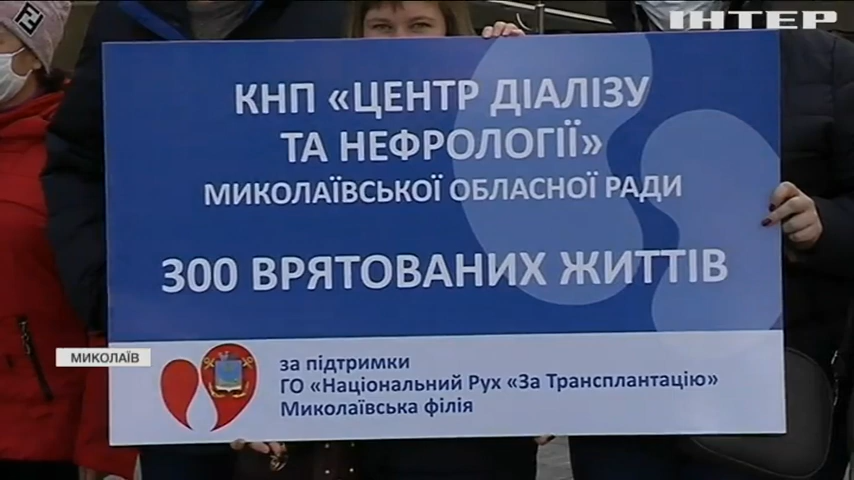 ІНТЕР
КНП «ЦЕНТР ДІАЛІЗУ
ТА НЕФРОЛОГІЇ»
МИКОЛАЇВСЬКОЇ ОБЛАСНОЇ РАДИ
300 ВРЯТОВАНИХ ЖИТТІВ
МИКОЛАЇВ
за підтримки
ГО «Національний Рух «За Трансплантацію»
Миколаївська філія